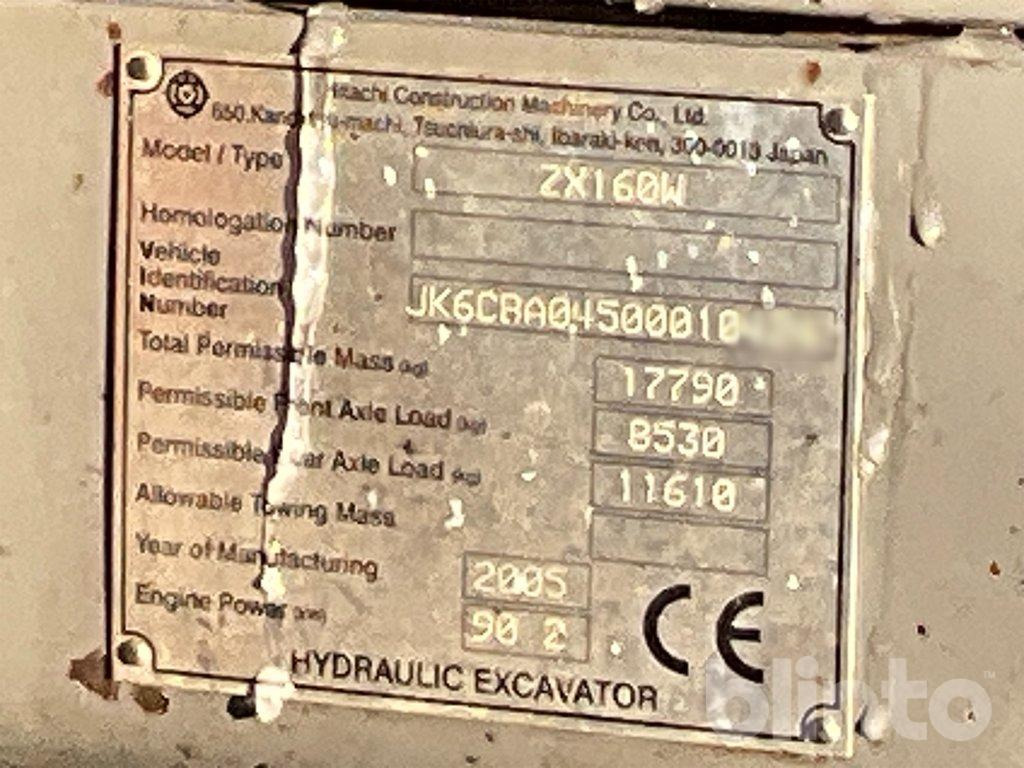 Hitachi Construction Machinery Co., Ltd.
650, -machi, Tsuchiura-shi, Ibaraki-ken, 300-0013 Japan
Model / Type ZX160W
Homologation Number
Vehicle
Identification
Number JK6CBA04500010
Total Permissible Mass (kg) 17790
Permissible Front Axle Load (kg) 8530
Permissible Rear Axle Load (kg) 11610
Allowable Towing Mass
Year of Manufacturing 2005
Engine Power (kW) 90 2
CE
HYDRAULIC EXCAVATOR
blinto